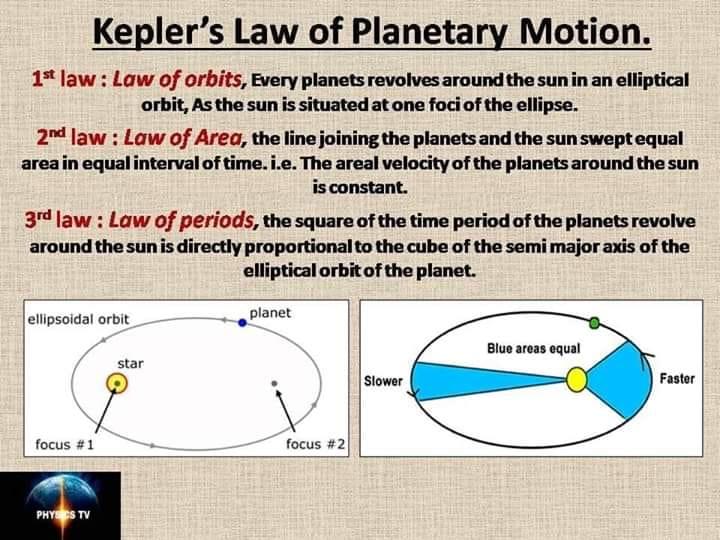 Kepler's Law of Planetary Motion.
1st law : Law of orbits, Every planets revolves around the sun in an elliptical
orbit, As the sun is situated at one foci of the ellipse.
2nd law : Law of Area, the line joining the planets and the sun swept equal
area in equal interval of time. i.e. The areal velocity of the planets around the sun
is constant.
3rd law : Law of periods, the square of the time period of the planets revolve
around the sun is directly proportional to the cube of the semi major axis of the
elliptical orbit of the planet.
ellipsoidal orbit
planet
star
focus #1
focus #2
Blue areas equal
Slower
Faster
PHYSICS TV